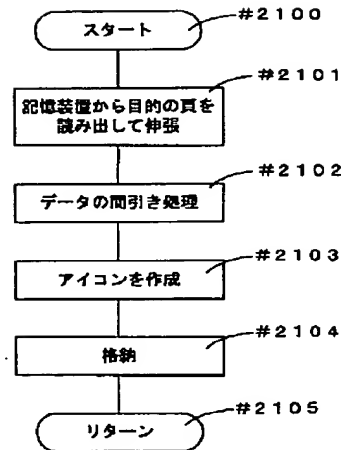 スタート
#2100
#2101
記憶装置から目的の頁を
読み出して伸張
#2102
データの間引き処理
#2103
アイコンを作成
#2104
格納
#2105
リターン